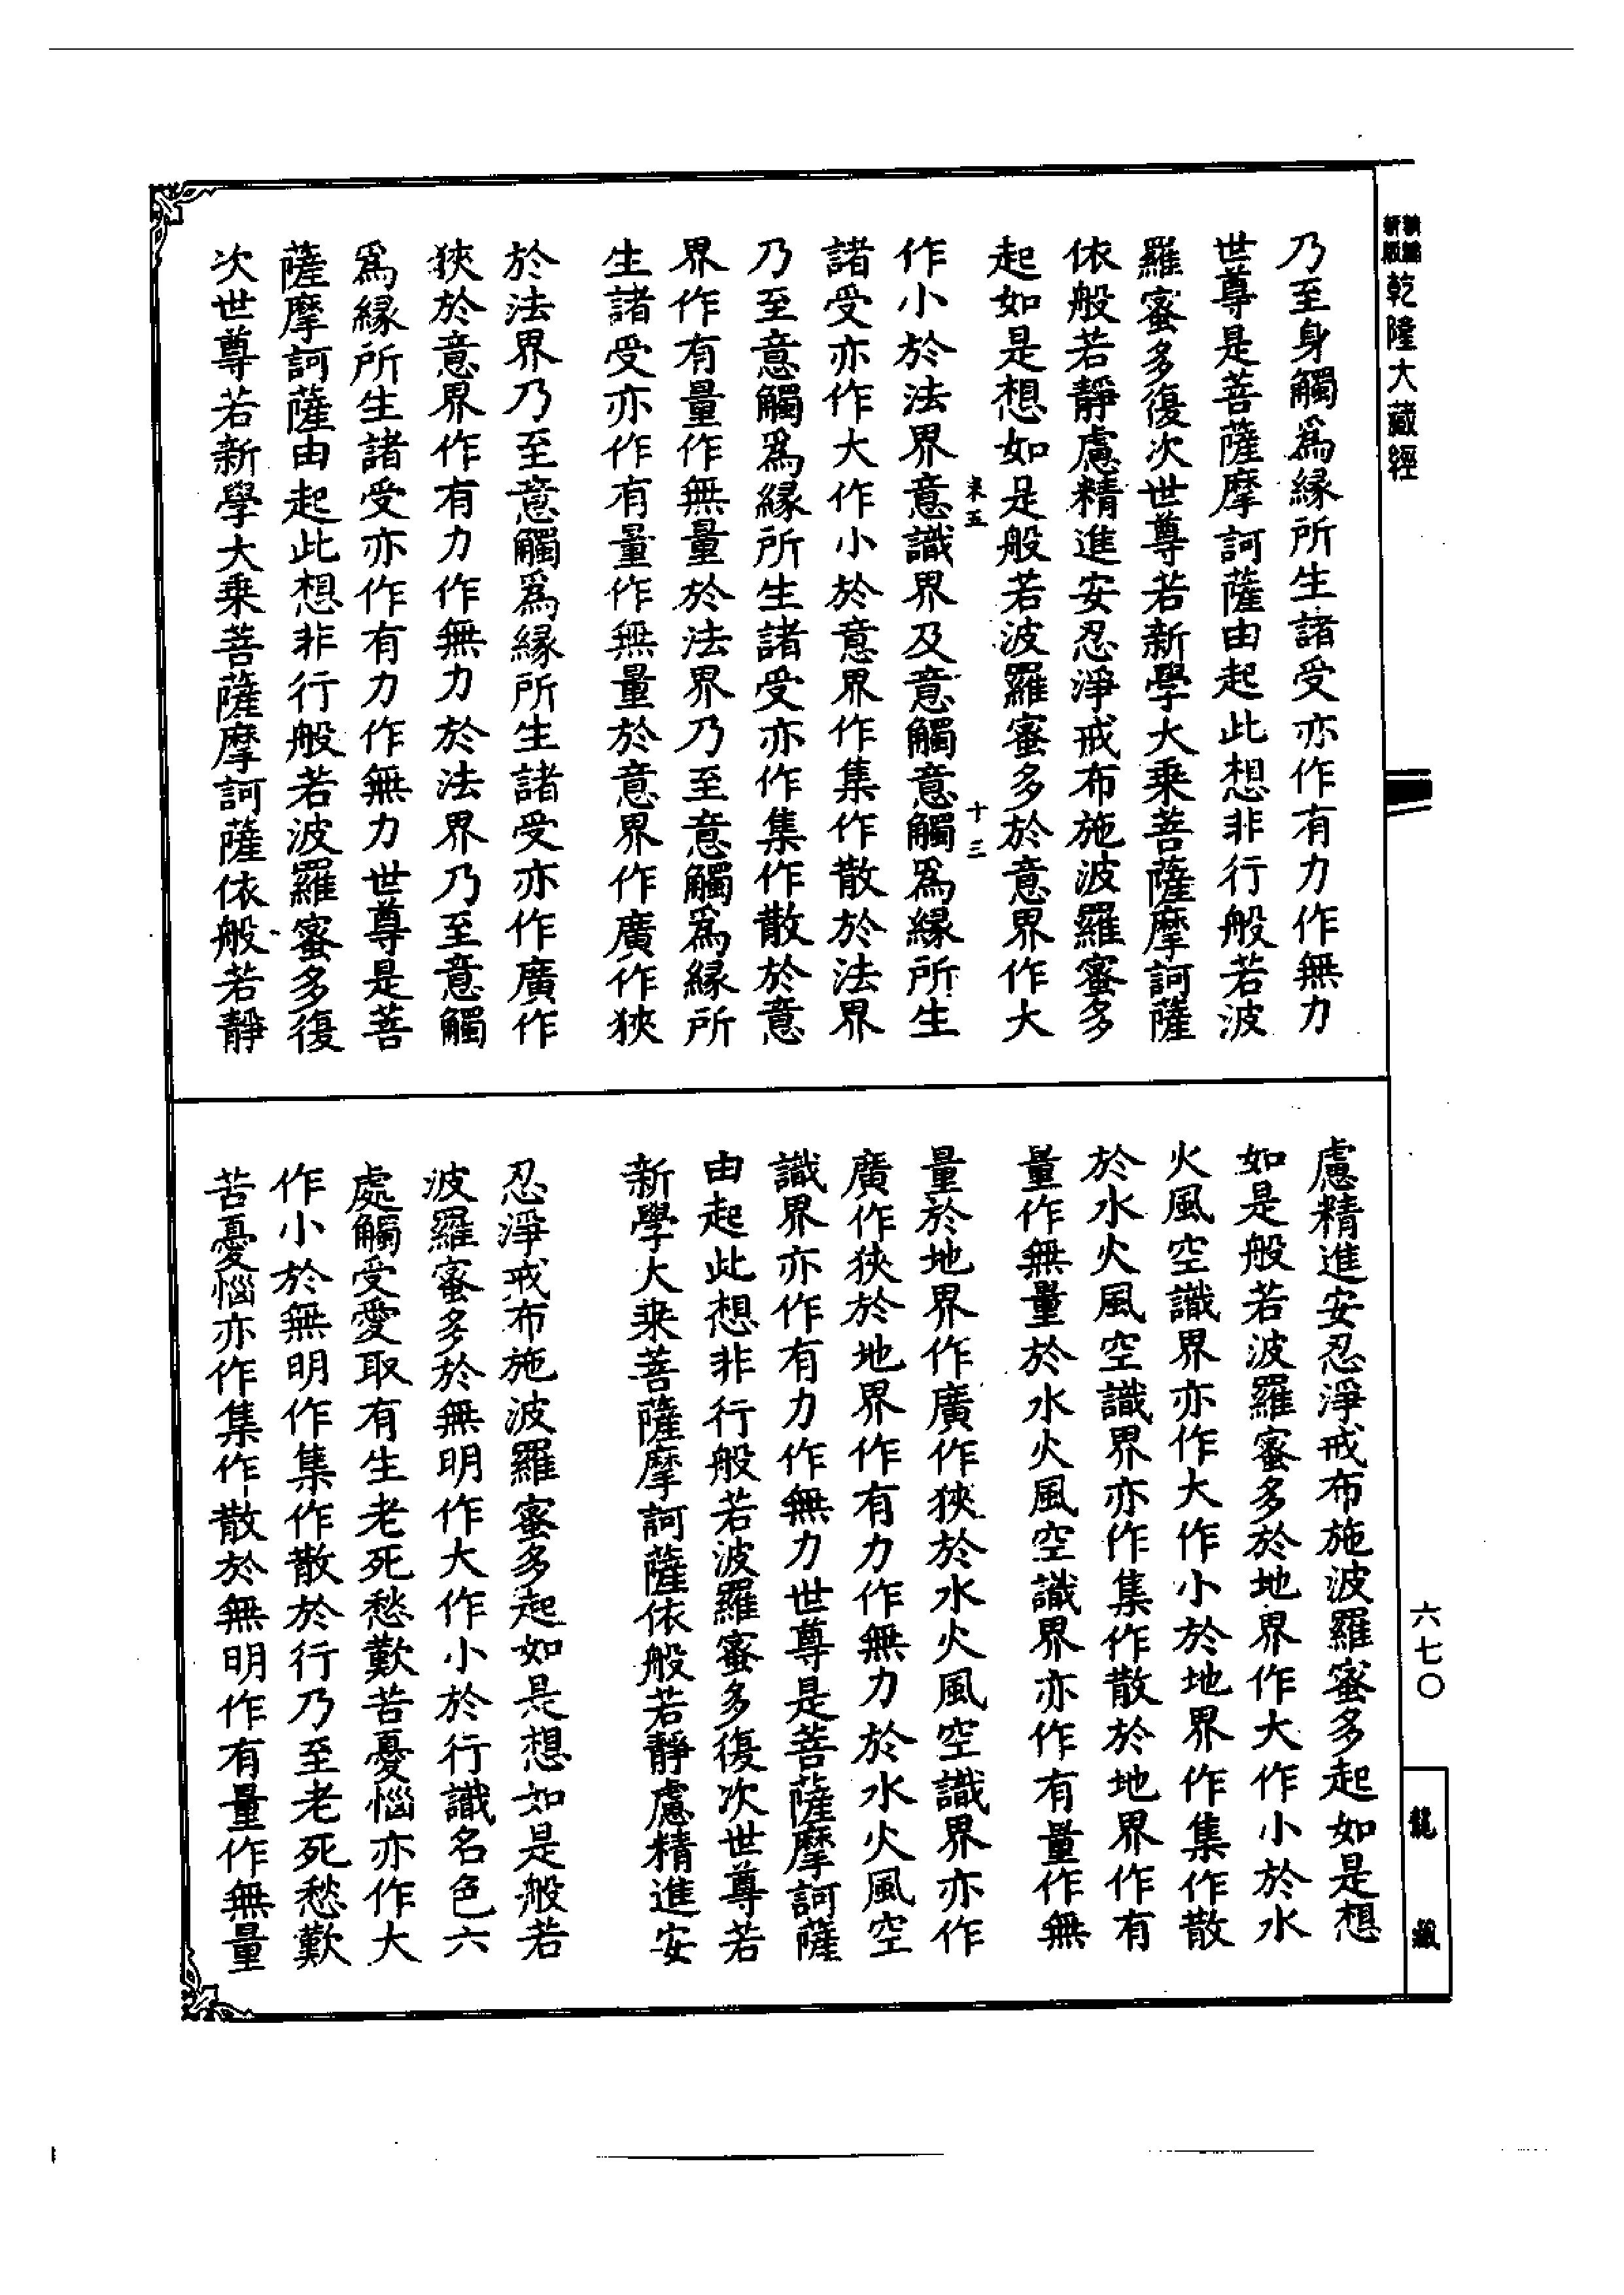 乾隆大藏經
乃至身觸爲緣所生諸受亦作有力作無力
世尊是菩薩摩訶薩由起此想非行般若波
羅蜜多復次世尊若新學大乘菩薩摩訶薩
依般若靜慮精進安忍淨戒布施波羅蜜多
起如是想如是般若波羅蜜多於意界作大
作小於法界意識界及意觸意觸爲緣所生
諸受亦作大作小於意界作集作散於法界
乃至意觸爲緣所生諸受亦作集作散於意
界作有量作無量於法界乃至意觸爲緣所
生諸受亦作有量作無量於意界作廣作狹
於法界乃至意觸爲緣所生諸受亦作廣作
狹於意界作有力作無力於法界乃至意觸
爲緣所生諸受亦作有力作無力世尊是菩
薩摩訶薩由起此想非行般若波羅蜜多復
次世尊若新學大乘菩薩摩訶薩依般若靜
十三
慮精進安忍淨戒布施波羅蜜多起如是想
如是般若波羅蜜多於地界作大作小於水
火風空識界亦作大作小於地界作集作散
於水火風空識界亦作集作散於地界作有
量作無量於水火風空識界亦作有量作無
量於地界作廣作狹於水火風空識界亦作
廣作狹於地界作有力作無力於水火風空
識界亦作有力作無力世尊是菩薩摩訶薩
由起此想非行般若波羅蜜多復次世尊若
新學大乘菩薩摩訶薩依般若靜慮精進安
忍淨戒布施波羅蜜多起如是想如是般若
波羅蜜多於無明作大作小於行識名色六
處觸受愛取有生老死愁歎苦憂惱亦作大
作小於無明作集作散於行乃至老死愁歎
苦憂惱亦作集作散於無明作有量作無量
六七〇